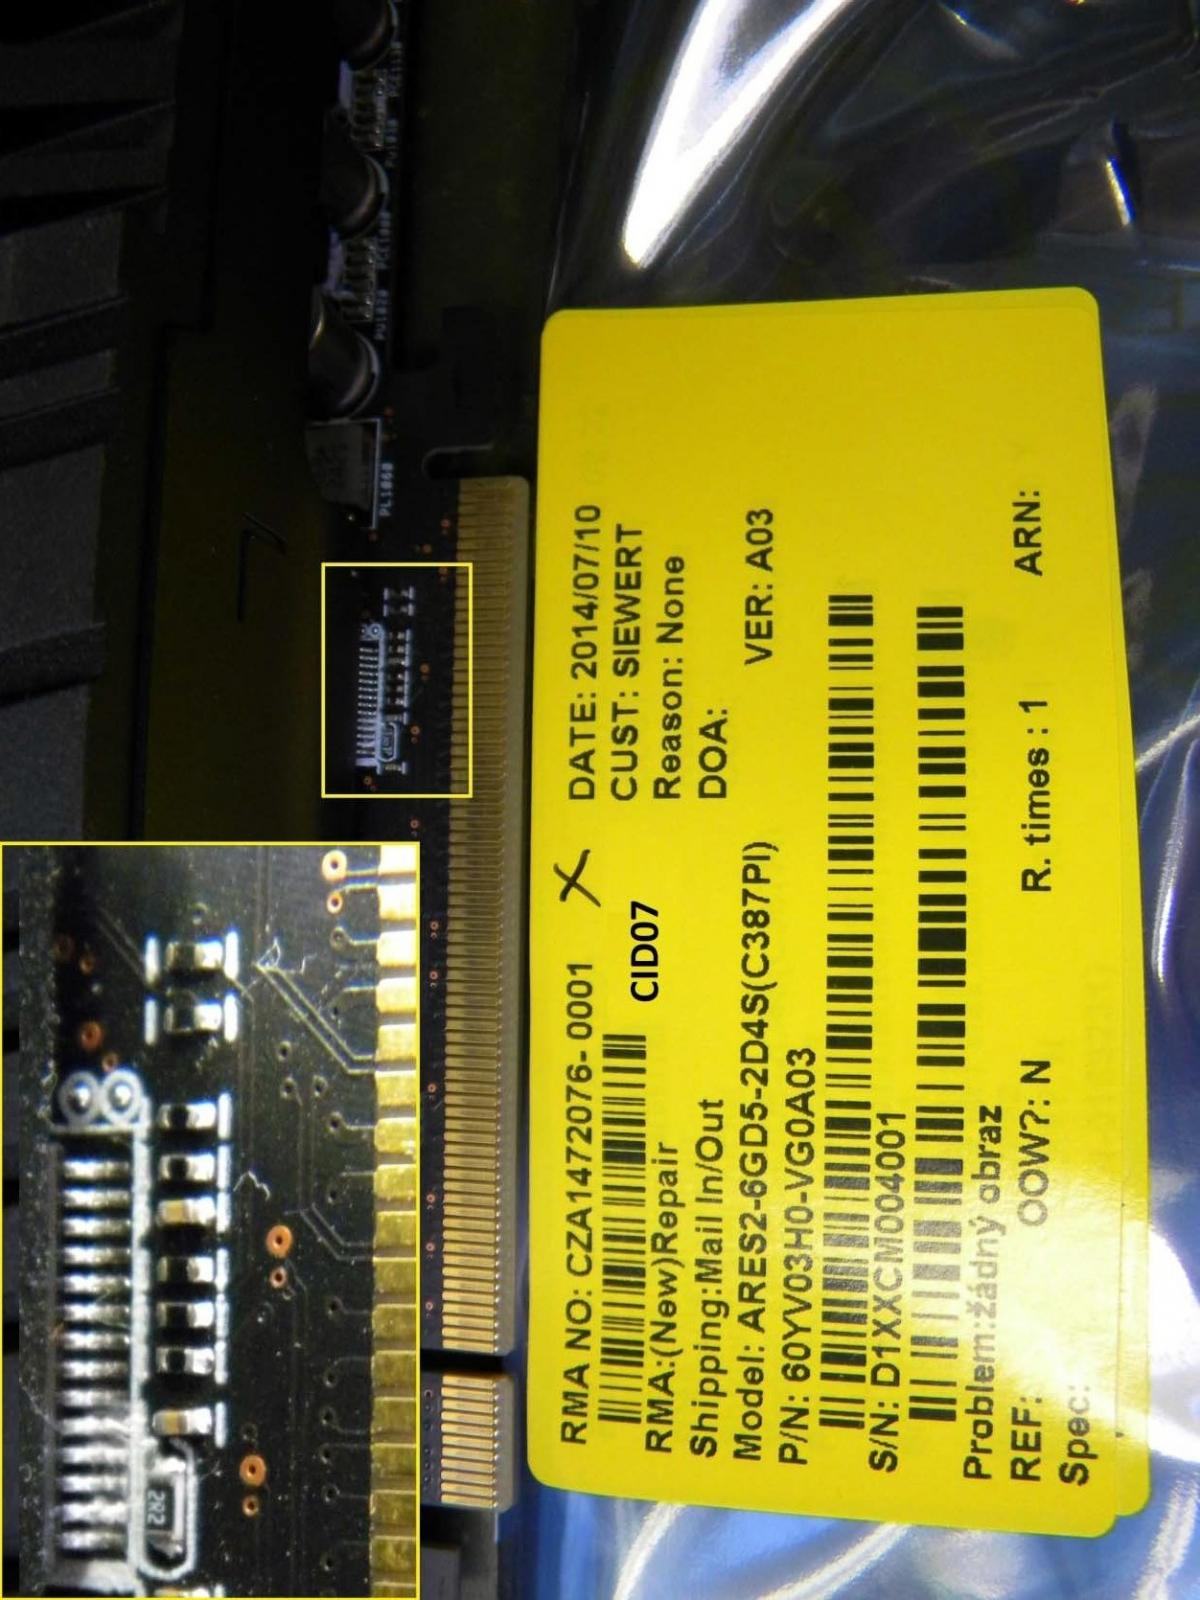 RMA NO: CZA1472076-0001 X
DATE: 2014/07/10
CID07
CUST: SIEWERT
RMA:(New)Repair
Reason: None
Shipping:Mail In/Out
DOA:
Model: ARES2-6GD5-2D4S(C387PI)
P/N: 60YV03H0-VG0A03
VER: A03
S/N: D1XXCM004001
Problem:žádný obraz
REF:
OOW?: N
R. times : 1
ARN:
Spec:
PL1060
2R2